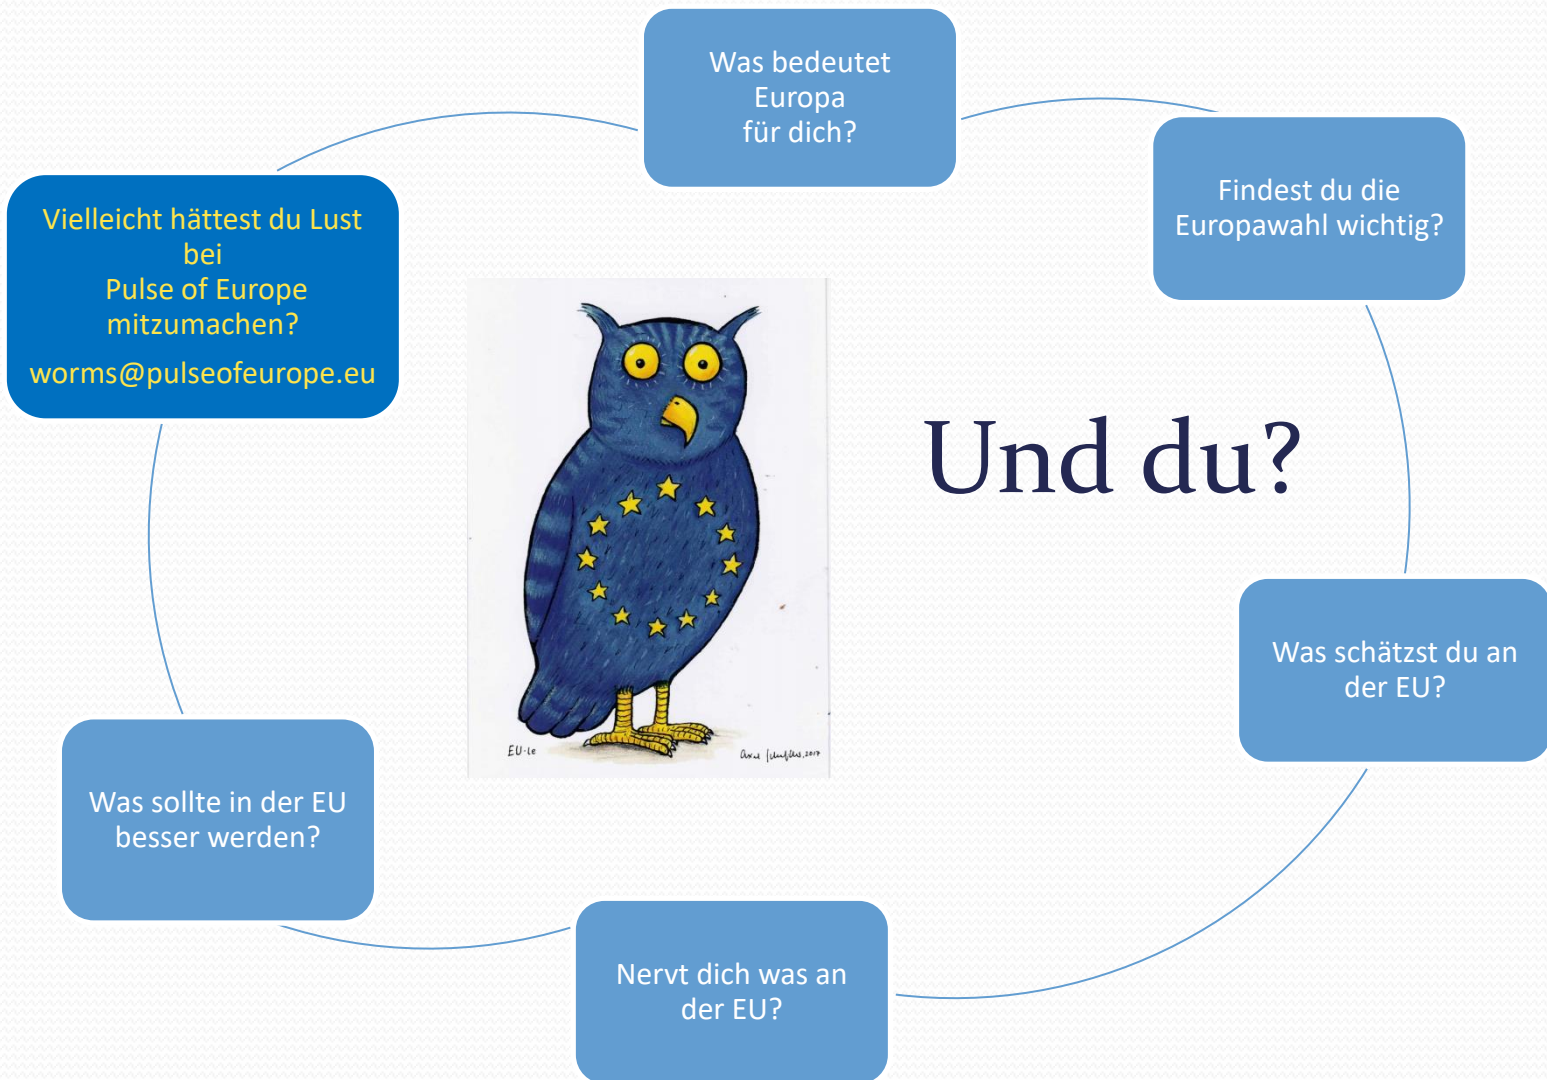 Was bedeutet
Europa
für dich?
Findest du die
Europawahl wichtig?
Vielleicht hättest du Lust
bei
Pulse of Europe
mitzumachen?
worms@pulseofeurope.eu
Und du?
Was schätzst du an
der EU?
EU-le
2017
Was sollte in der EU
besser werden?
Nervt dich was an
der EU?